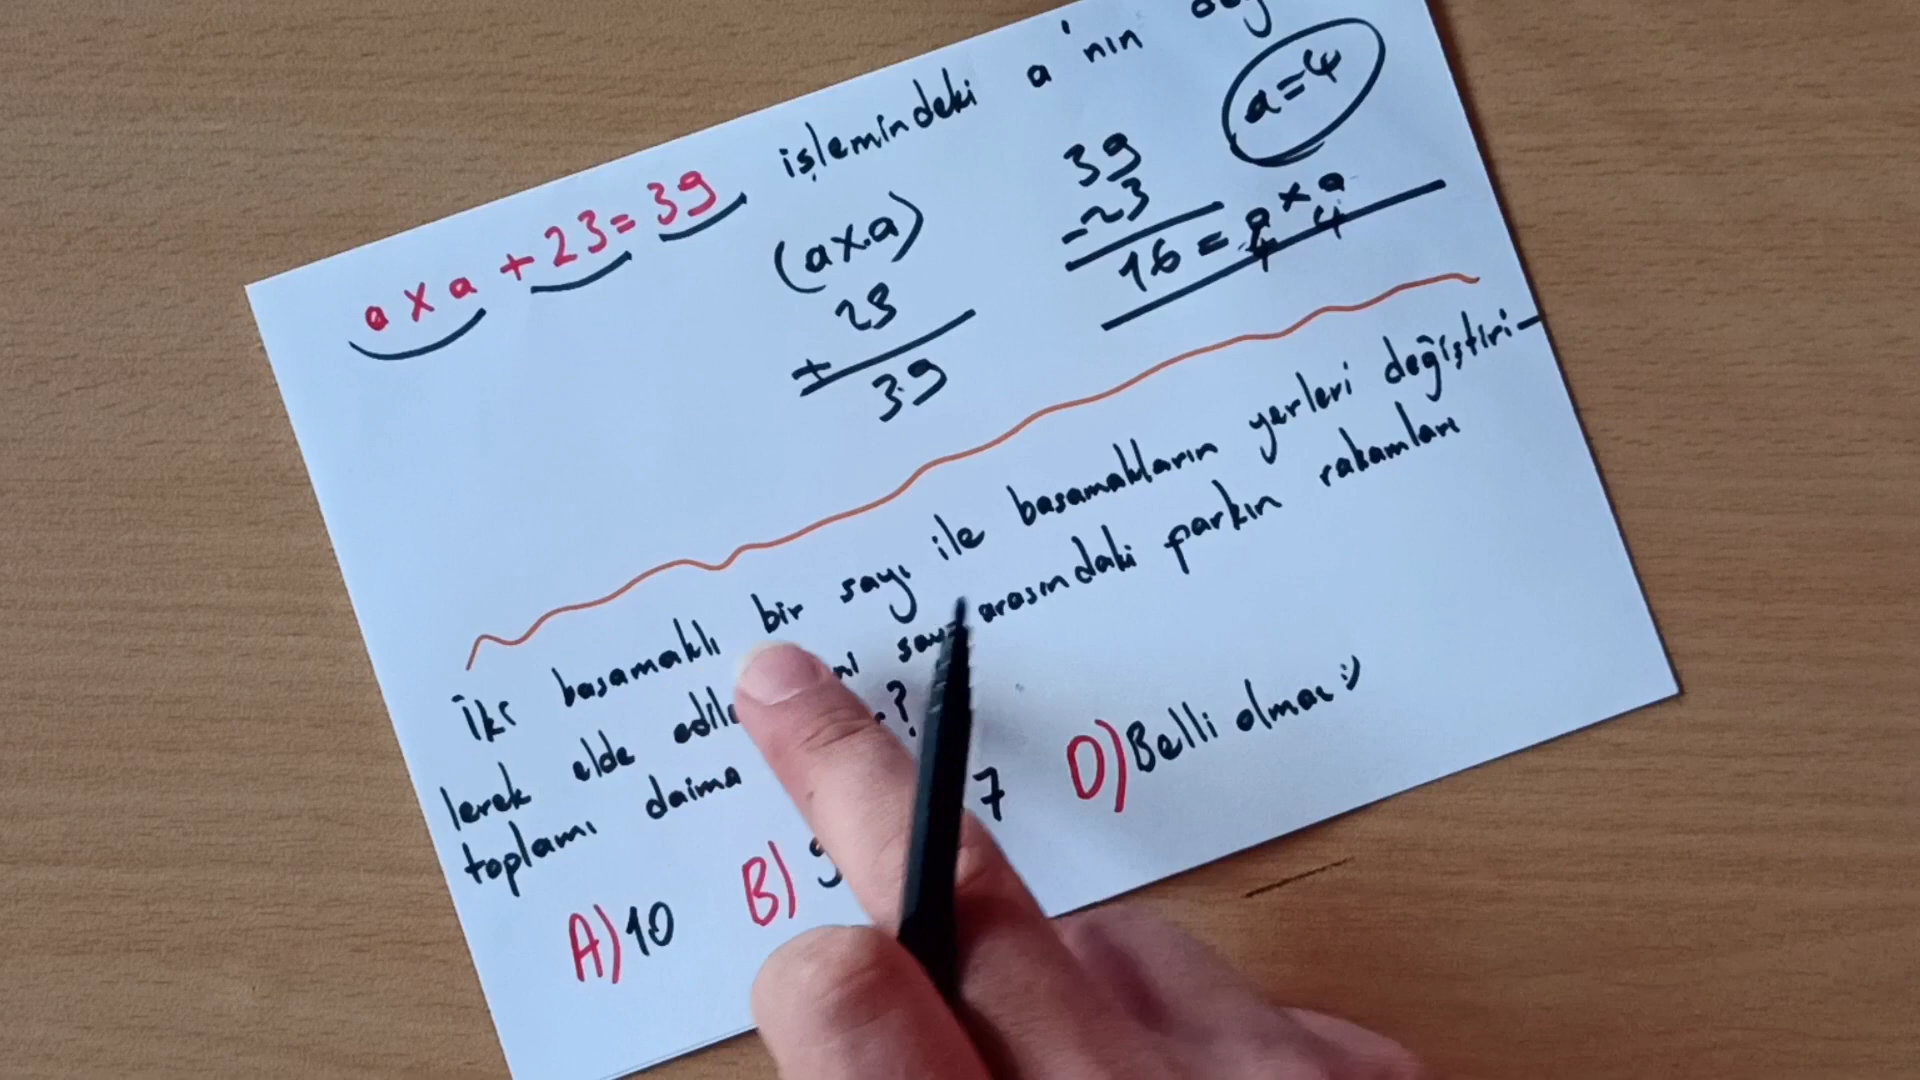 a x a + 23 = 39 işlemindeki a'nın
(a x a)
23
+
39
39
-23
16 = a x a
4 4
a=4
İki basamaklı bir sayı ile basamakların yerleri değiştiri-
lerek elde sayı arasındaki farkın rakamları
toplamı daima ?
A) 10 B) 9 7 D) Belli olmaz :)